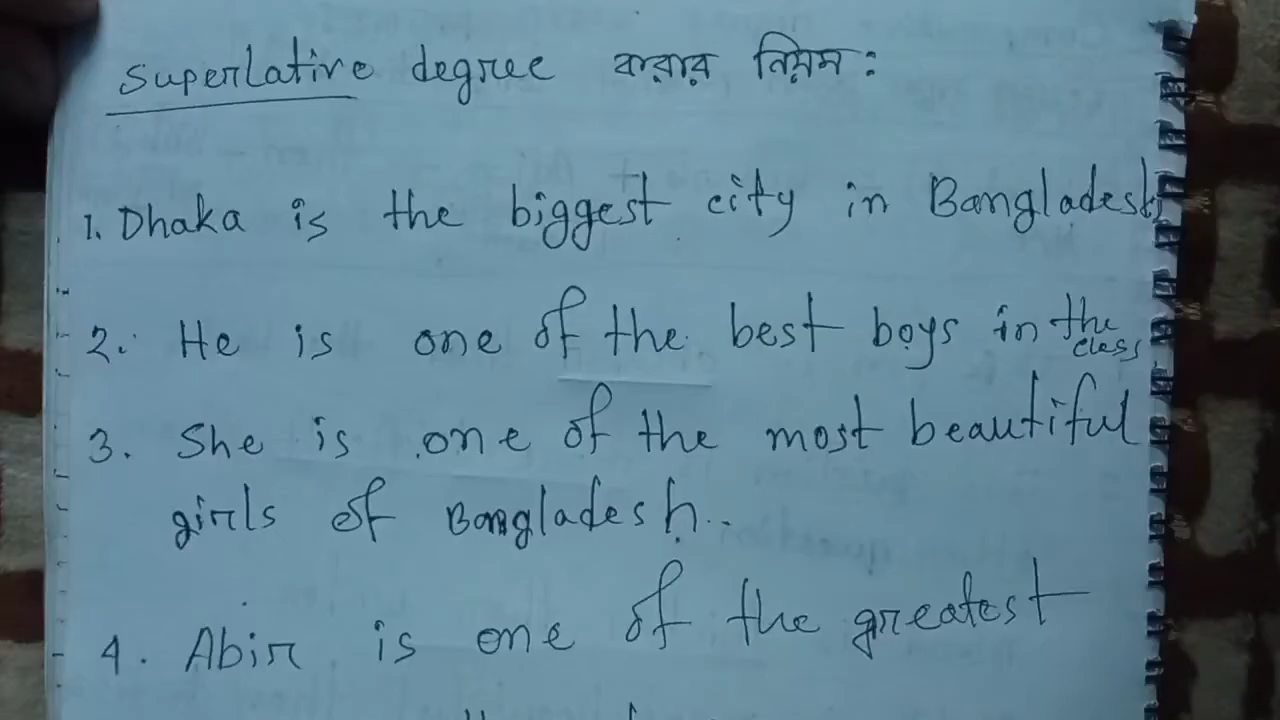 superlative degree করার নিয়ম:
1. Dhaka is the biggest city in Bangladesh
2. He is one of the best boys in the class
3. She is one of the most beautiful
girls of Bangladesh..
4. Abir is one of the greatest